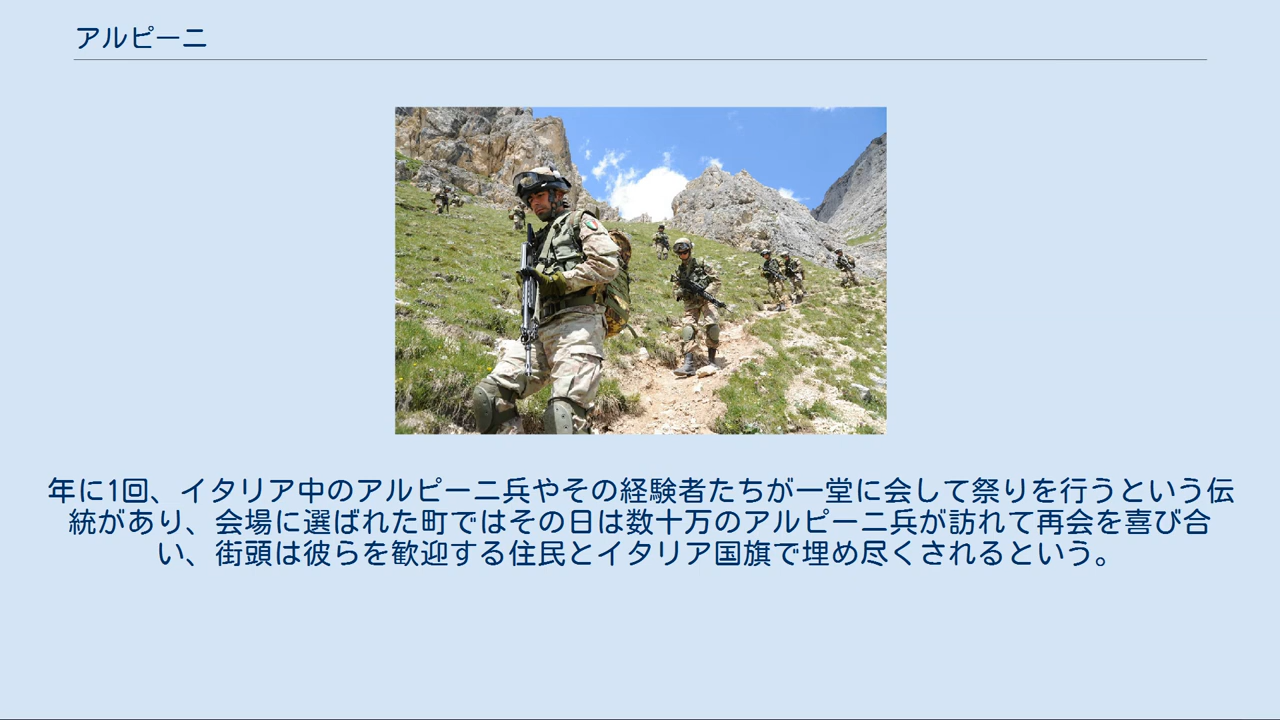 アルピーニ
年に1回、イタリア中のアルピーニ兵やその経験者たちが一堂に会して祭りを行うという伝
統があり、会場に選ばれた町ではその日は数十万のアルピーニ兵が訪れて再会を喜び合
い、街頭は彼らを歓迎する住民とイタリア国旗で埋め尽くされるという。